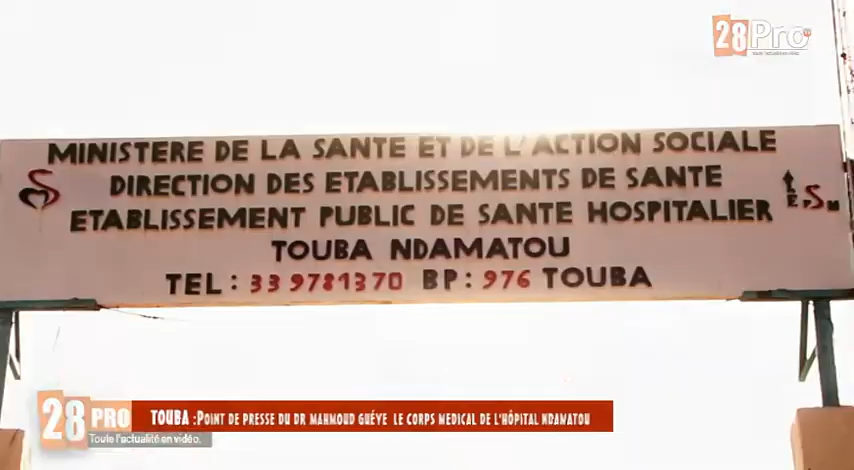 28Pro
MINISTERE DE LA SANTE ET DE L'ACTION SOCIALE
DIRECTION DES ETABLISSEMENTS DE SANTE
ETABLISSEMENT PUBLIC DE SANTE HOSPITALIER
TOUBA NDAMATOU
TEL : 33 9781370 BP : 976 TOUBA
28 PRO
TOUBA :POINT DE PRESSE DU DR MAHMOUD GUÉYE LE CORPS MEDICAL DE L'HÔPITAL NDAMATOU
Toute l'actualité en vidéo.